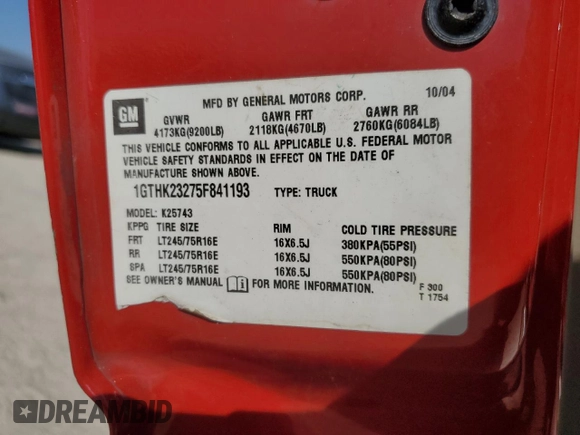 MFD BY GENERAL MOTORS CORP. 10/04
GM
GVWR GAWR FRT GAWR RR
4173KG(9200LB) 2118KG(4670LB) 2760KG(6084LB)
THIS VEHICLE CONFORMS TO ALL APPLICABLE U.S. FEDERAL MOTOR
VEHICLE SAFETY STANDARDS IN EFFECT ON THE DATE OF
MANUFACTURE SHOWN ABOVE.
1GTHK23275F841193 TYPE: TRUCK
MODEL: K25743
KPPG TIRE SIZE RIM COLD TIRE PRESSURE
FRT LT245/75R16E 16X6.5J 380KPA(55PSI)
RR LT245/75R16E 16X6.5J 550KPA(80PSI)
SPA LT245/75R16E 16X6.5J 550KPA(80PSI)
SEE OWNER'S MANUAL FOR MORE INFORMATION.
F 300
T 1754
DREAMBID